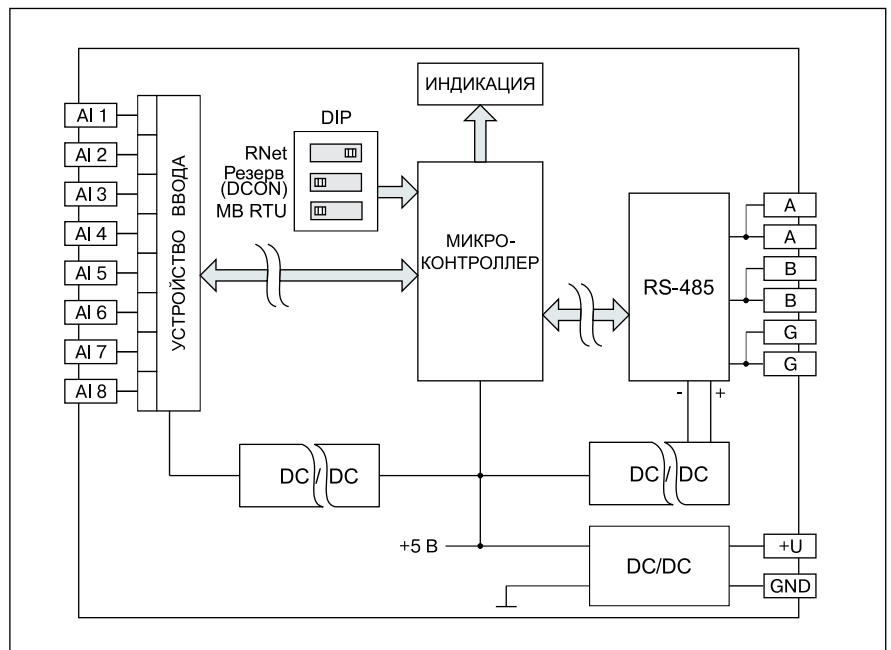 ИНДИКАЦИЯ
DIP
RNet
Резерв
(DCON)
MB RTU
AI 1
AI 2
AI 3
AI 4
AI 5
AI 6
AI 7
AI 8
УСТРОЙСТВО ВВОДА
МИКРО-
КОНТРОЛЛЕР
RS-485
A
A
B
B
G
G
- +
DC / DC
DC / DC
+5 В
DC/DC
+U
GND